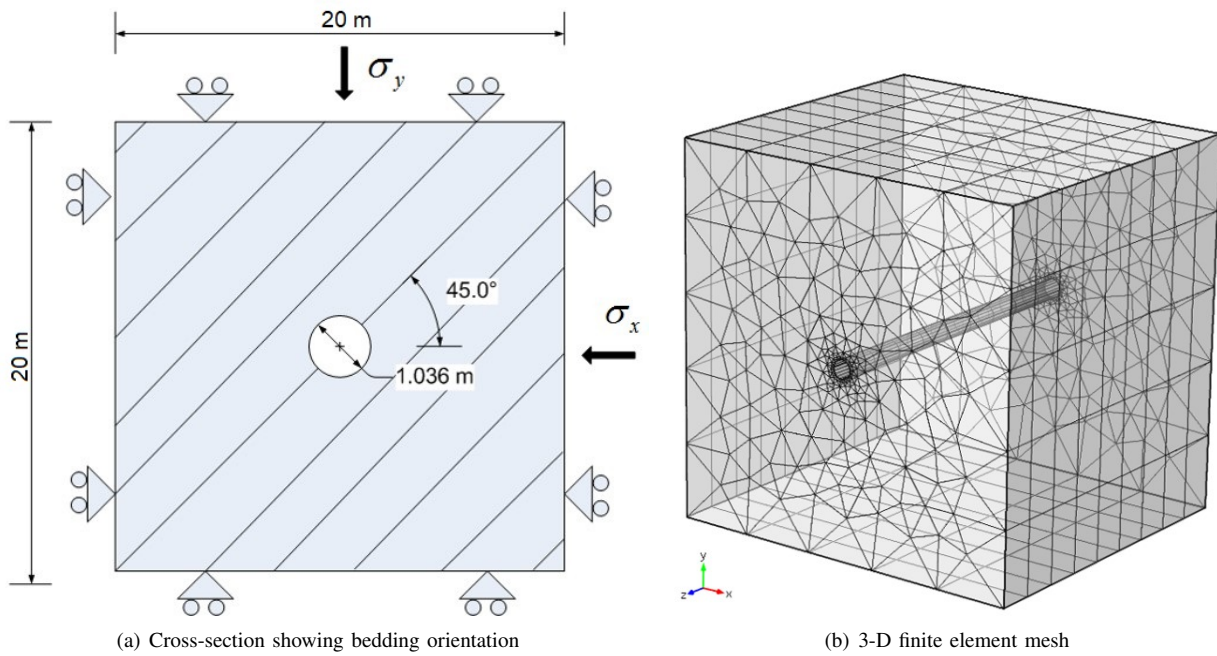 20 m
σy
20 m
45.0°
σx
1.036 m
y
z
x
(a) Cross-section showing bedding orientation
(b) 3-D finite element mesh